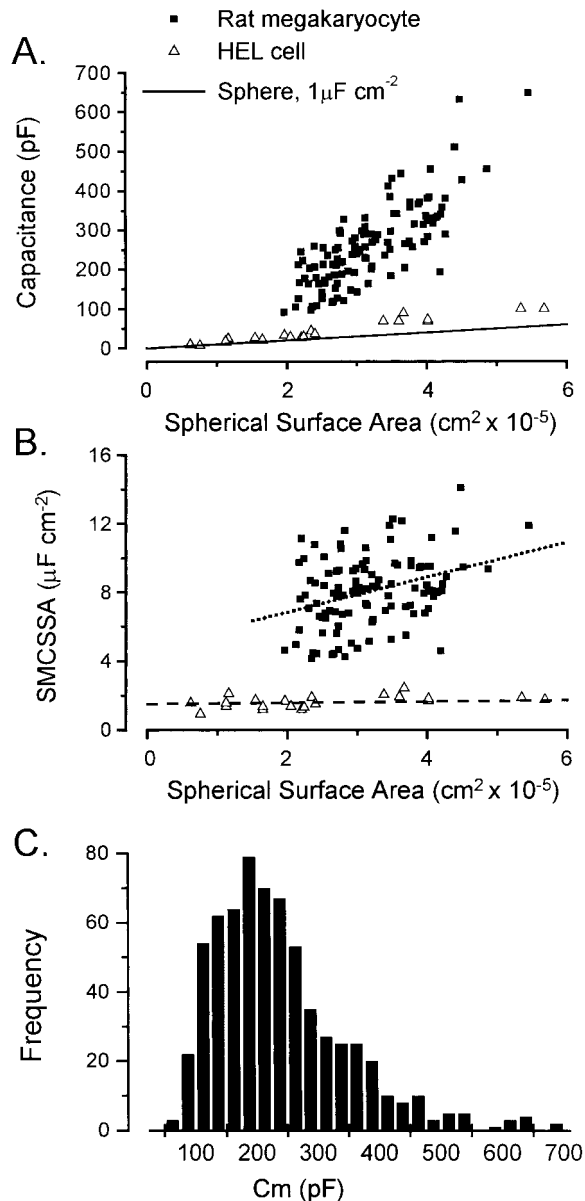 Rat megakaryocyte
HEL cell
Sphere, 1μF cm-2
A.
700
600
500
400
300
200
100
0
Capacitance (pF)
0 2 4 6
Spherical Surface Area (cm2 x 10-5)
B.
16
12
8
4
0
SMCSSA (μF cm-2)
0 2 4 6
Spherical Surface Area (cm2 x 10-5)
C.
80
60
40
20
0
Frequency
100 200 300 400 500 600 700
Cm (pF)